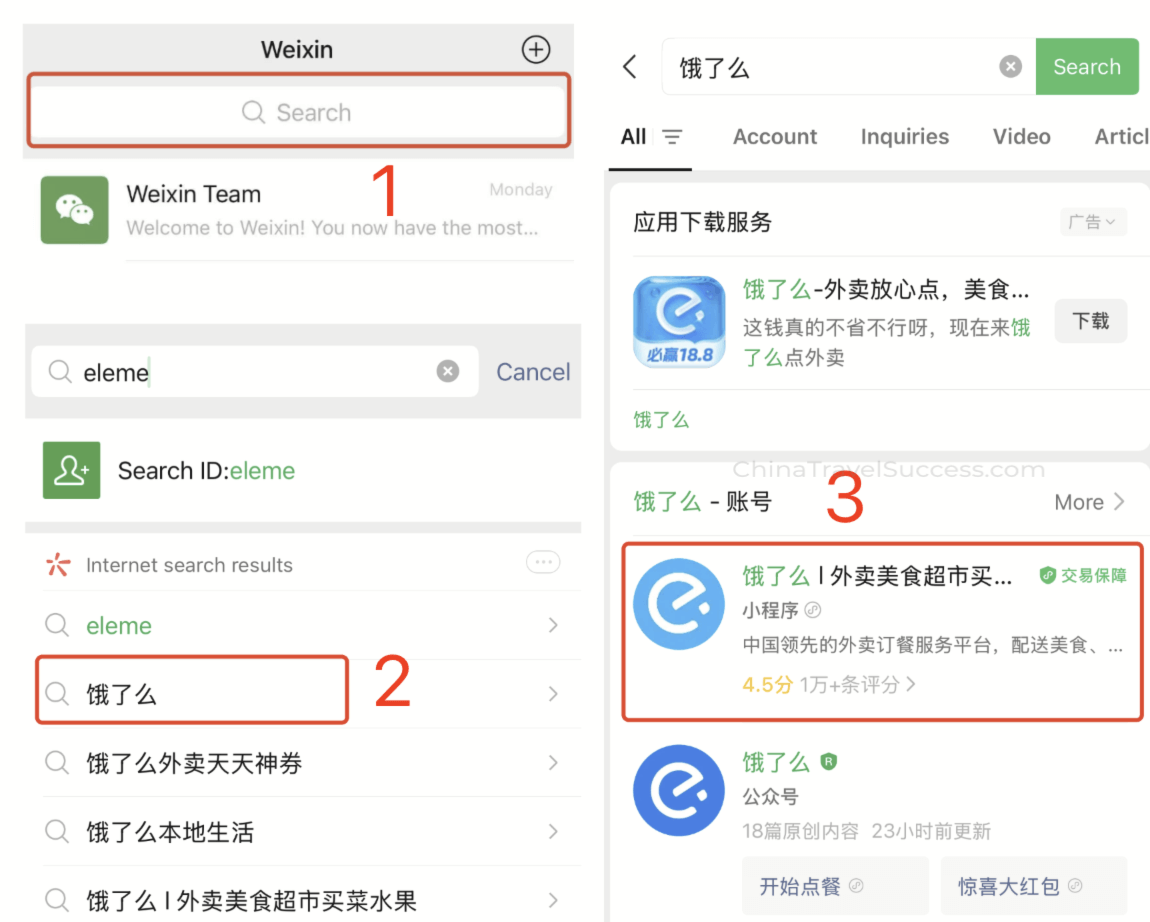 Weixin
Search
1
Weixin Team
Monday
Welcome to Weixin! You now have the most...
eleme
Cancel
Search ID:eleme
Internet search results
eleme
饿了么
2
饿了么外卖天天神券
饿了么本地生活
饿了么 | 外卖美食超市买菜水果
饿了么
Search
All
Account
Inquiries
Video
Articl
应用下载服务
广告
饿了么-外卖放心点，美食...
这钱真的不省不行呀，现在来饿
了么点外卖
下载
必赢18.8
饿了么
ChinaTravelSuccess.com
饿了么 - 账号
3
More
饿了么 | 外卖美食超市买...
交易保障
小程序
中国领先的外卖订餐服务平台，配送美食、...
4.5分 1万+条评分
饿了么
R
公众号
18篇原创内容 23小时前更新
开始点餐
惊喜大红包